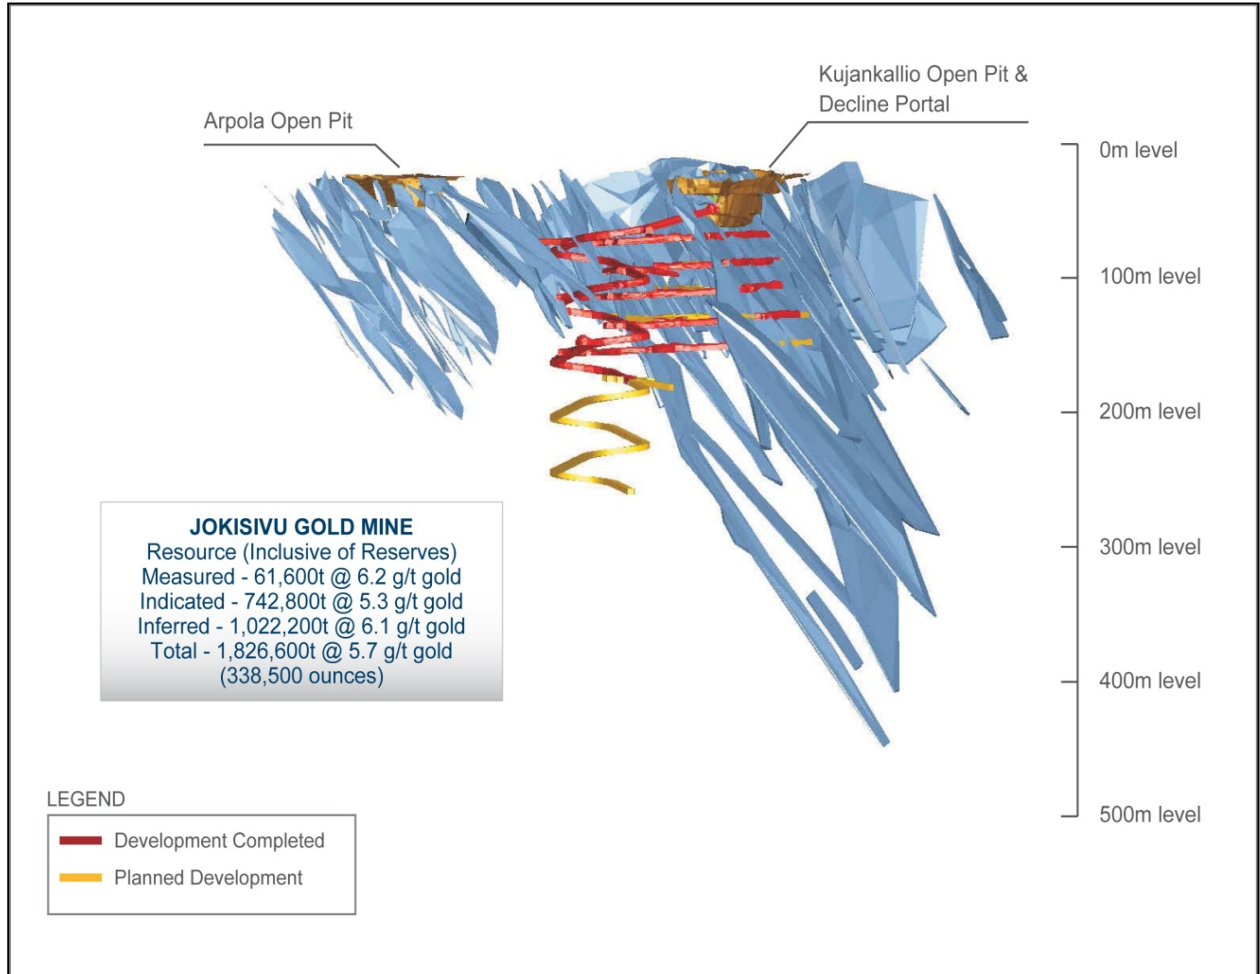 Arpola Open Pit
Kujankallio Open Pit &
Decline Portal
0m level
100m level
200m level
300m level
400m level
500m level
JOKISIVU GOLD MINE
Resource (Inclusive of Reserves)
Measured - 61,600t @ 6.2 g/t gold
Indicated - 742,800t @ 5.3 g/t gold
Inferred - 1,022,200t @ 6.1 g/t gold
Total - 1,826,600t @ 5.7 g/t gold
(338,500 ounces)
LEGEND
Development Completed
Planned Development